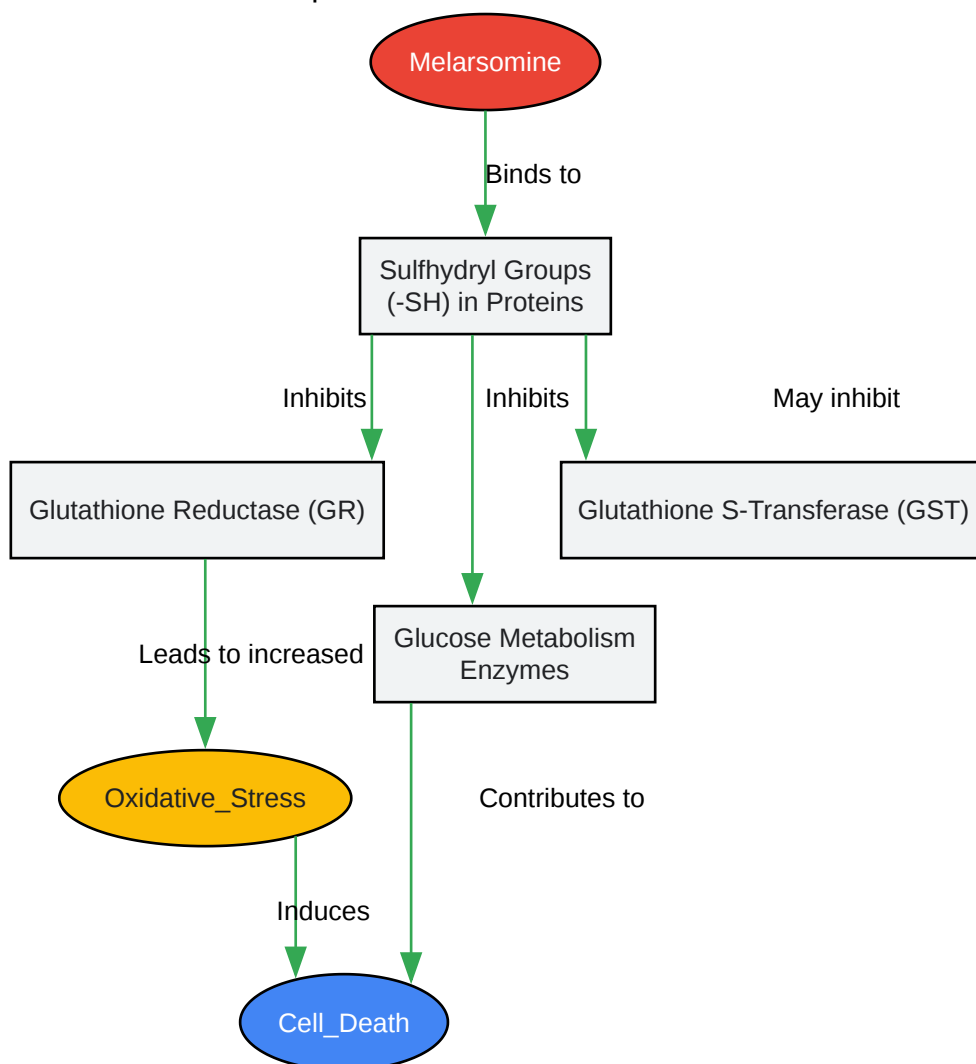 Melarsomine
Binds to
Sulfhydryl Groups
(-SH) in Proteins
Inhibits
Inhibits
May inhibit
Glutathione Reductase (GR)
Glutathione S-Transferase (GST)
Leads to increased
Glucose Metabolism
Enzymes
Oxidative_Stress
Contributes to
Induces
Cell_Death